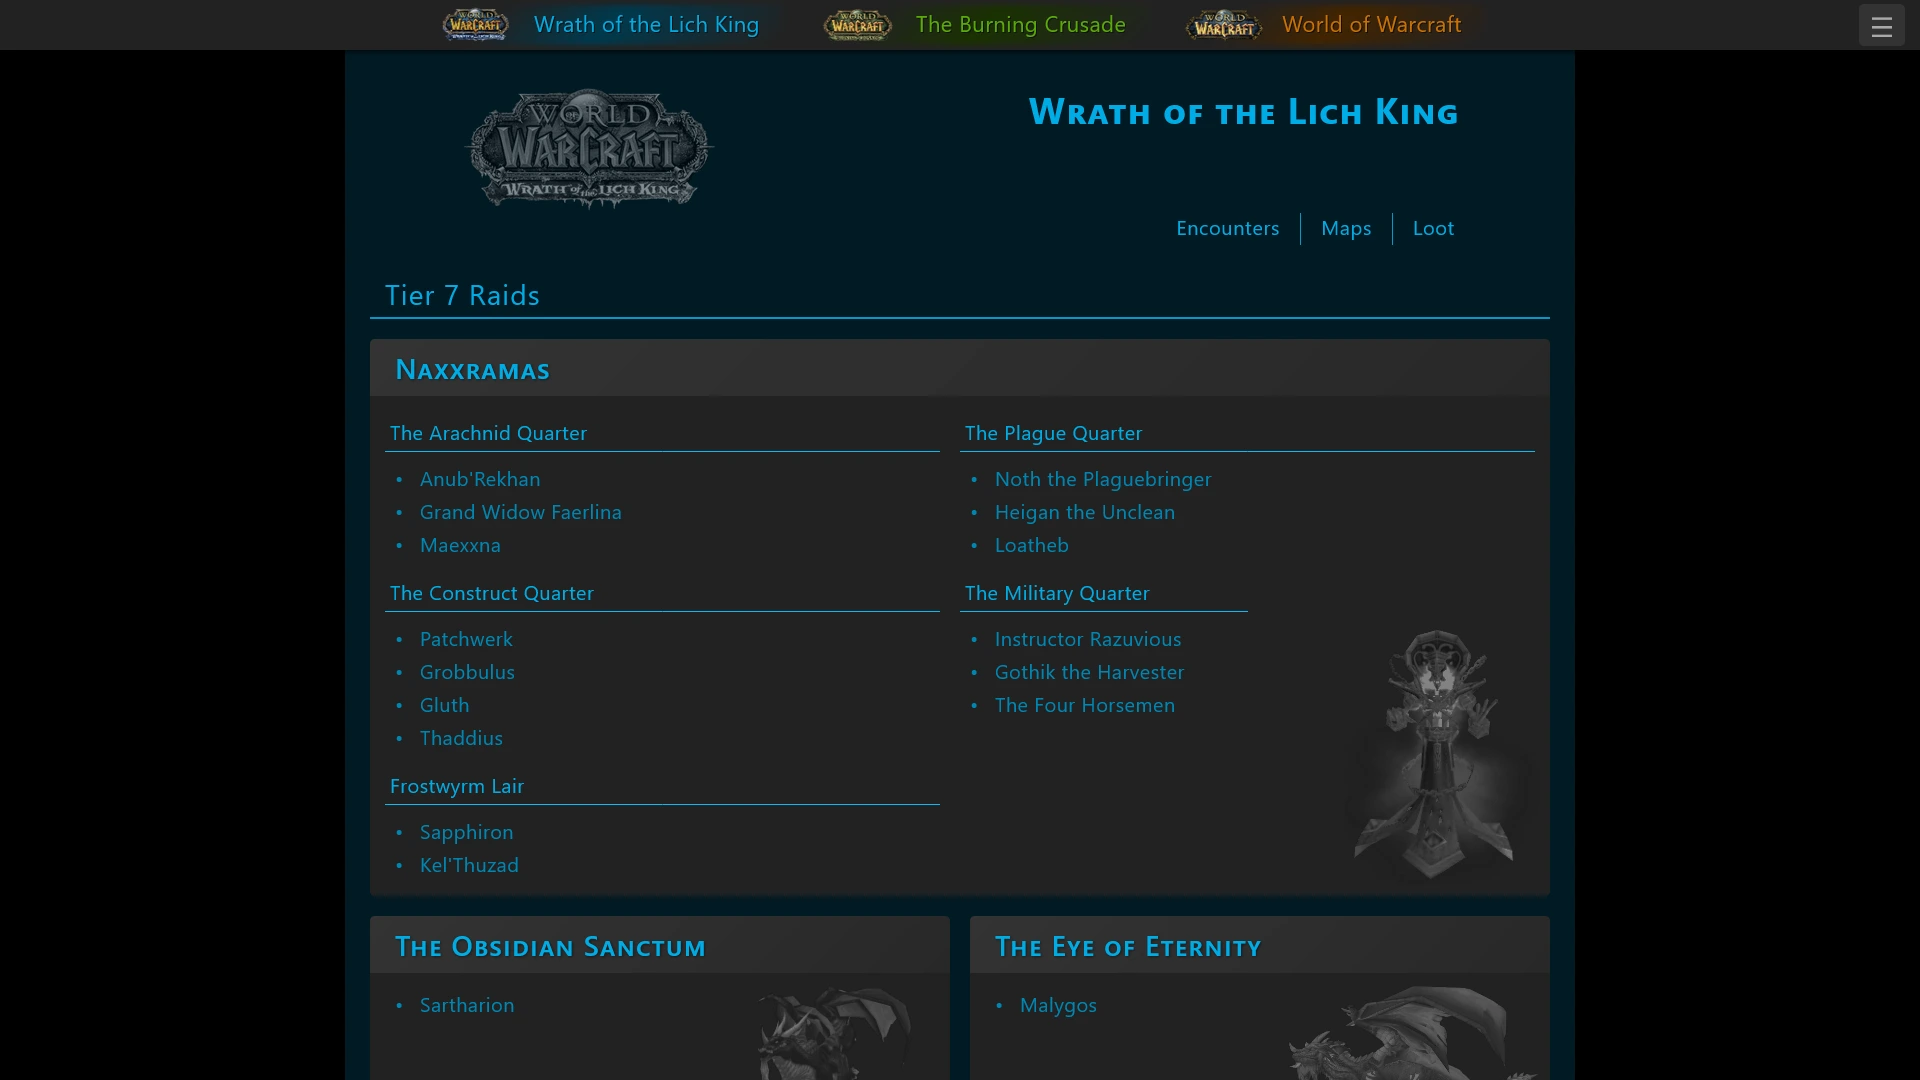 Wrath of the Lich King
The Burning Crusade
World of Warcraft
WORLD
OF
WARCRAFT
WRATH of the LICH KING
Wrath of the Lich King
Encounters
Maps
Loot
Tier 7 Raids
Naxxramas
The Arachnid Quarter
• Anub'Rekhan
• Grand Widow Faerlina
• Maexxna
The Plague Quarter
• Noth the Plaguebringer
• Heigan the Unclean
• Loatheb
The Construct Quarter
• Patchwerk
• Grobbulus
• Gluth
• Thaddius
The Military Quarter
• Instructor Razuvious
• Gothik the Harvester
• The Four Horsemen
Frostwyrm Lair
• Sapphiron
• Kel'Thuzad
The Obsidian Sanctum
• Sartharion
The Eye of Eternity
• Malygos